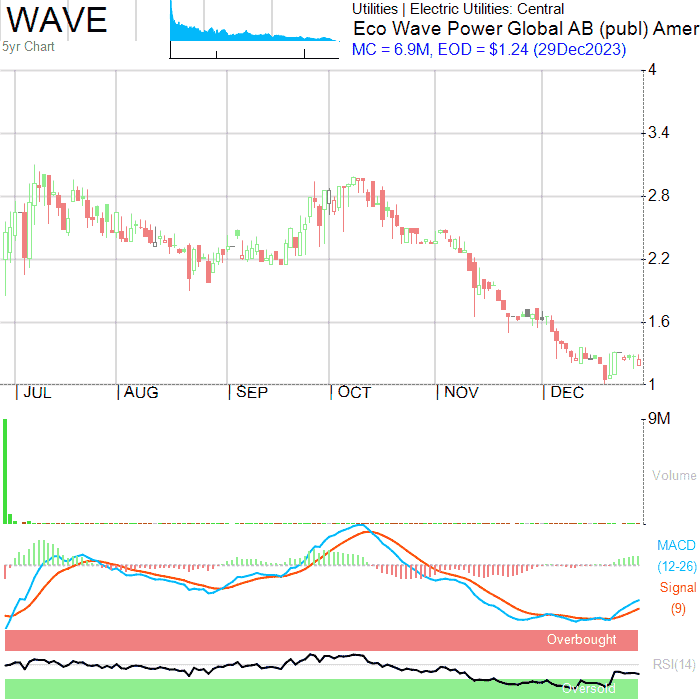 WAVE
5yr Chart
Utilities | Electric Utilities: Central
Eco Wave Power Global AB (publ) Amer
MC = 6.9M, EOD = $1.24 (29Dec2023)
4
3.4
2.8
2.2
1.6
1
JUL AUG SEP OCT NOV DEC
9M
Volume
MACD
(12-26)
Signal
(9)
Overbought
RSI(14)
Oversold